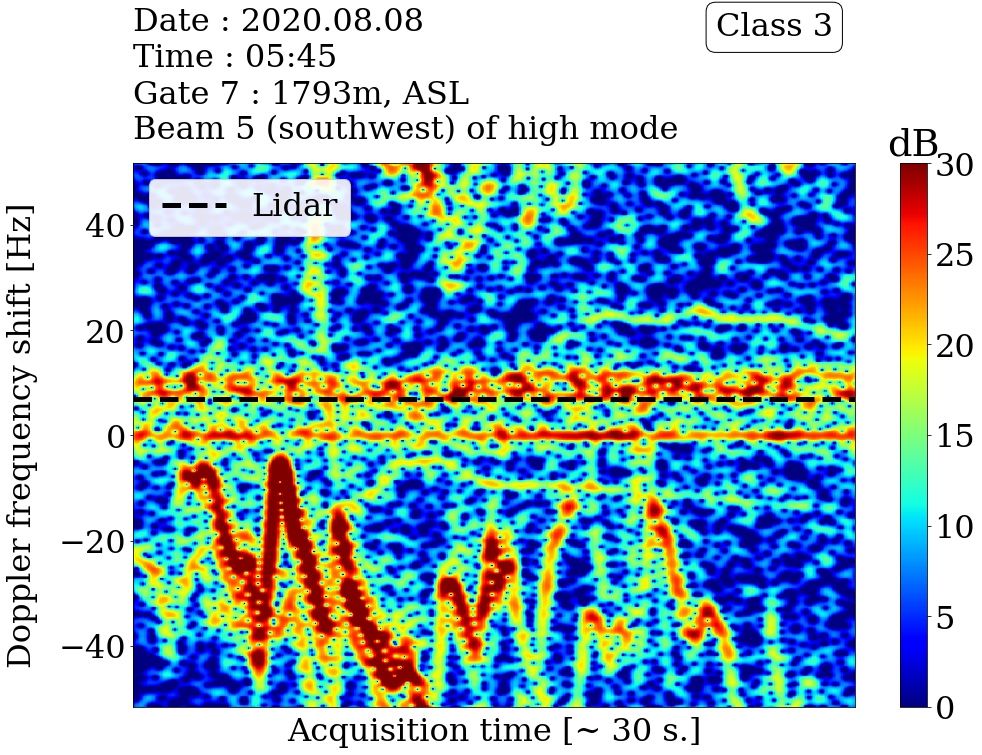 Date : 2020.08.08
Class 3
Time : 05:45
Gate 7 : 1793m, ASL
Beam 5 (southwest) of high mode
dB
Lidar
Doppler frequency shift [Hz]
40
20
0
−20
−40
Acquisition time [~ 30 s.]
30
25
20
15
10
5
0